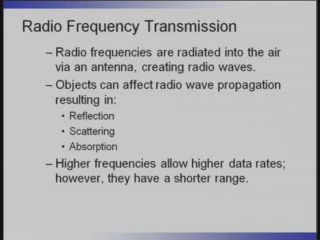 Radio Frequency Transmission
– Radio frequencies are radiated into the air
via an antenna, creating radio waves.
– Objects can affect radio wave propagation
resulting in:
• Reflection
• Scattering
• Absorption
– Higher frequencies allow higher data rates;
however, they have a shorter range.